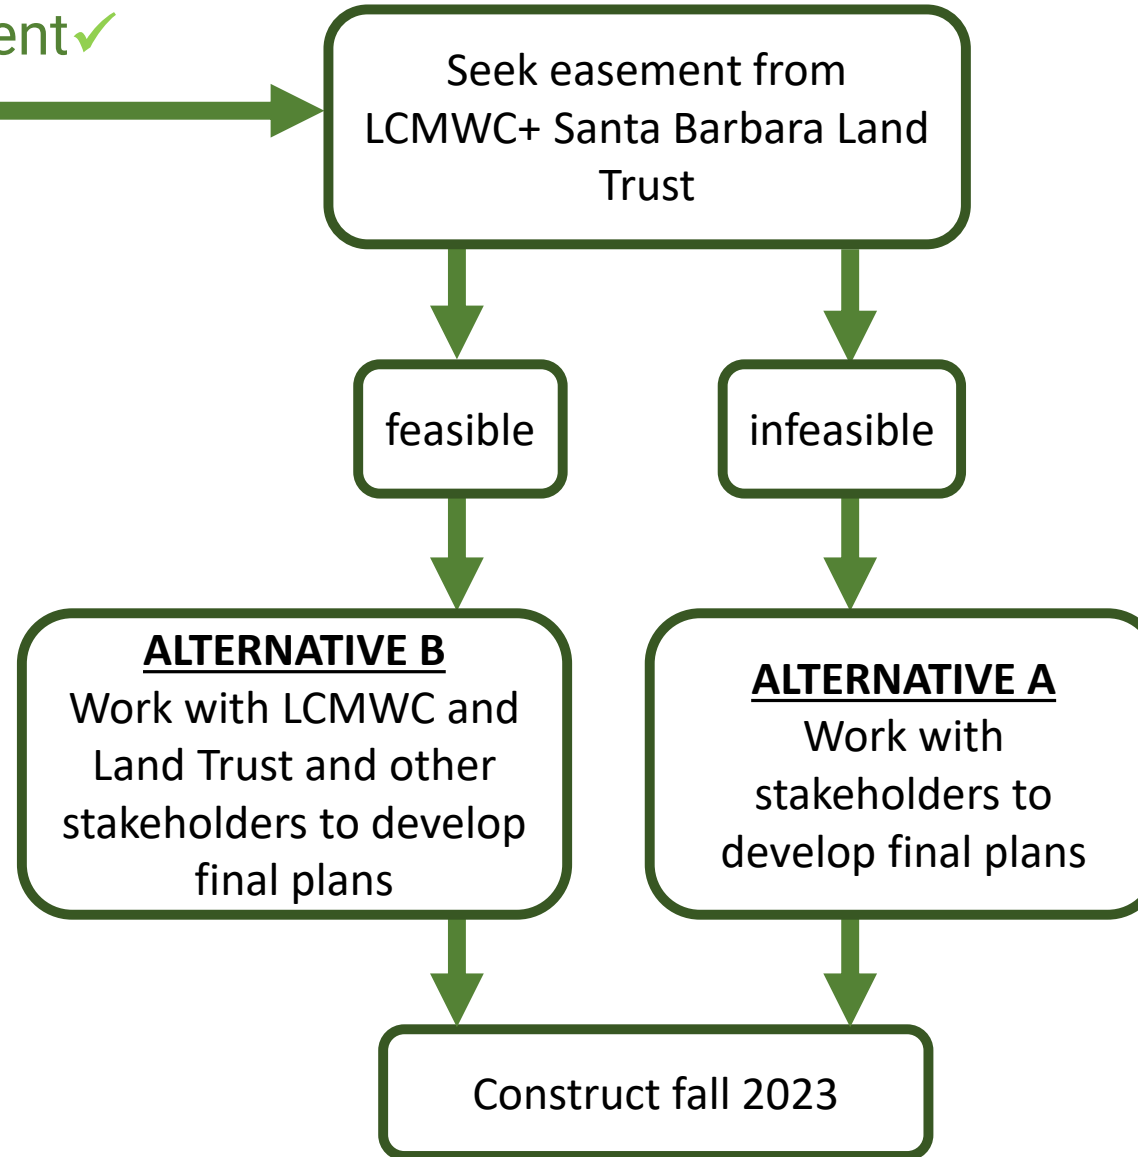 ent✓
Seek easement from
LCMWC+ Santa Barbara Land
Trust
feasible
infeasible
ALTERNATIVE B
Work with LCMWC and
Land Trust and other
stakeholders to develop
final plans
ALTERNATIVE A
Work with
stakeholders to
develop final plans
Construct fall 2023